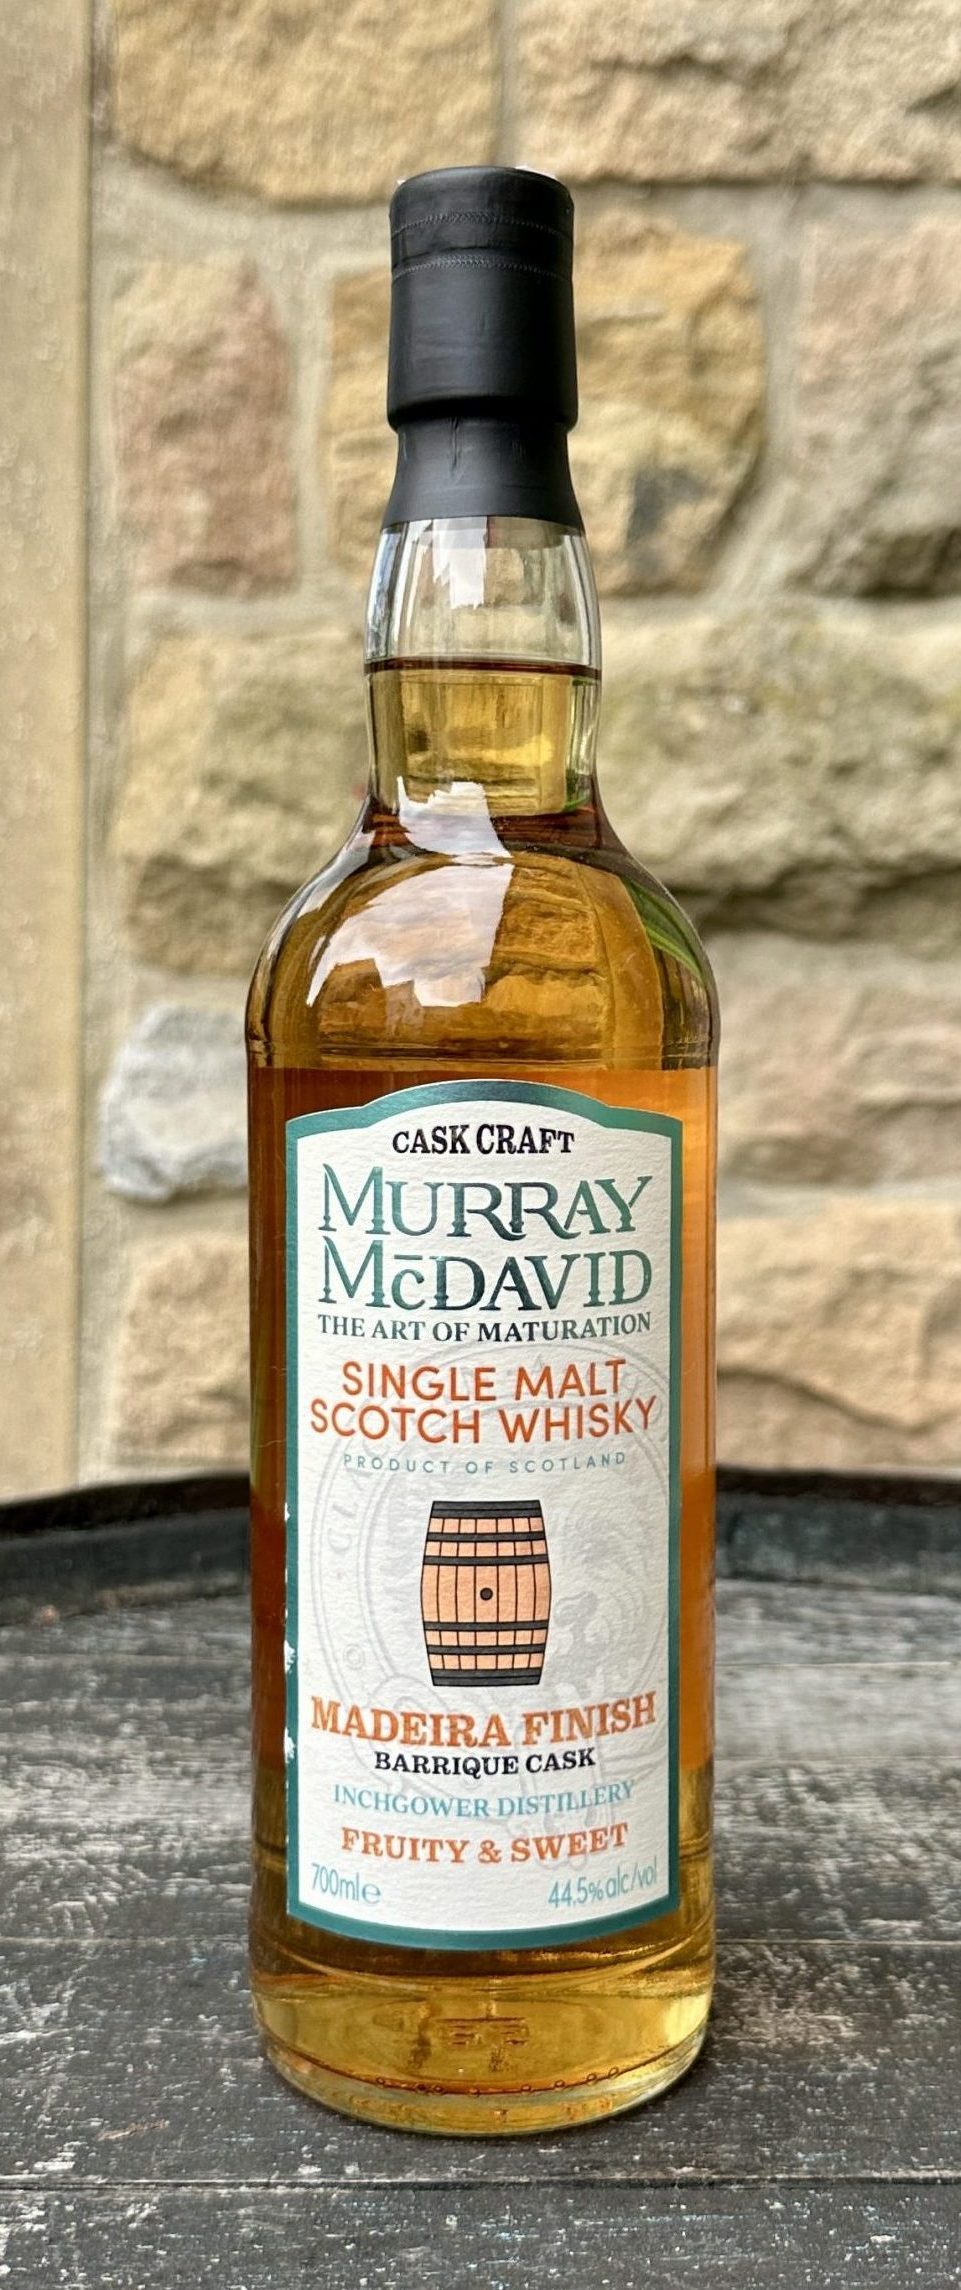 CASK CRAFT
MURRAY
McDAVID
THE ART OF MATURATION
SINGLE MALT
SCOTCH WHISKY
PRODUCT OF SCOTLAND
MADEIRA FINISH
BARRIQUE CASK
INCHGOWER DISTILLERY
FRUITY & SWEET
700ml℮ 44.5%alc/vol